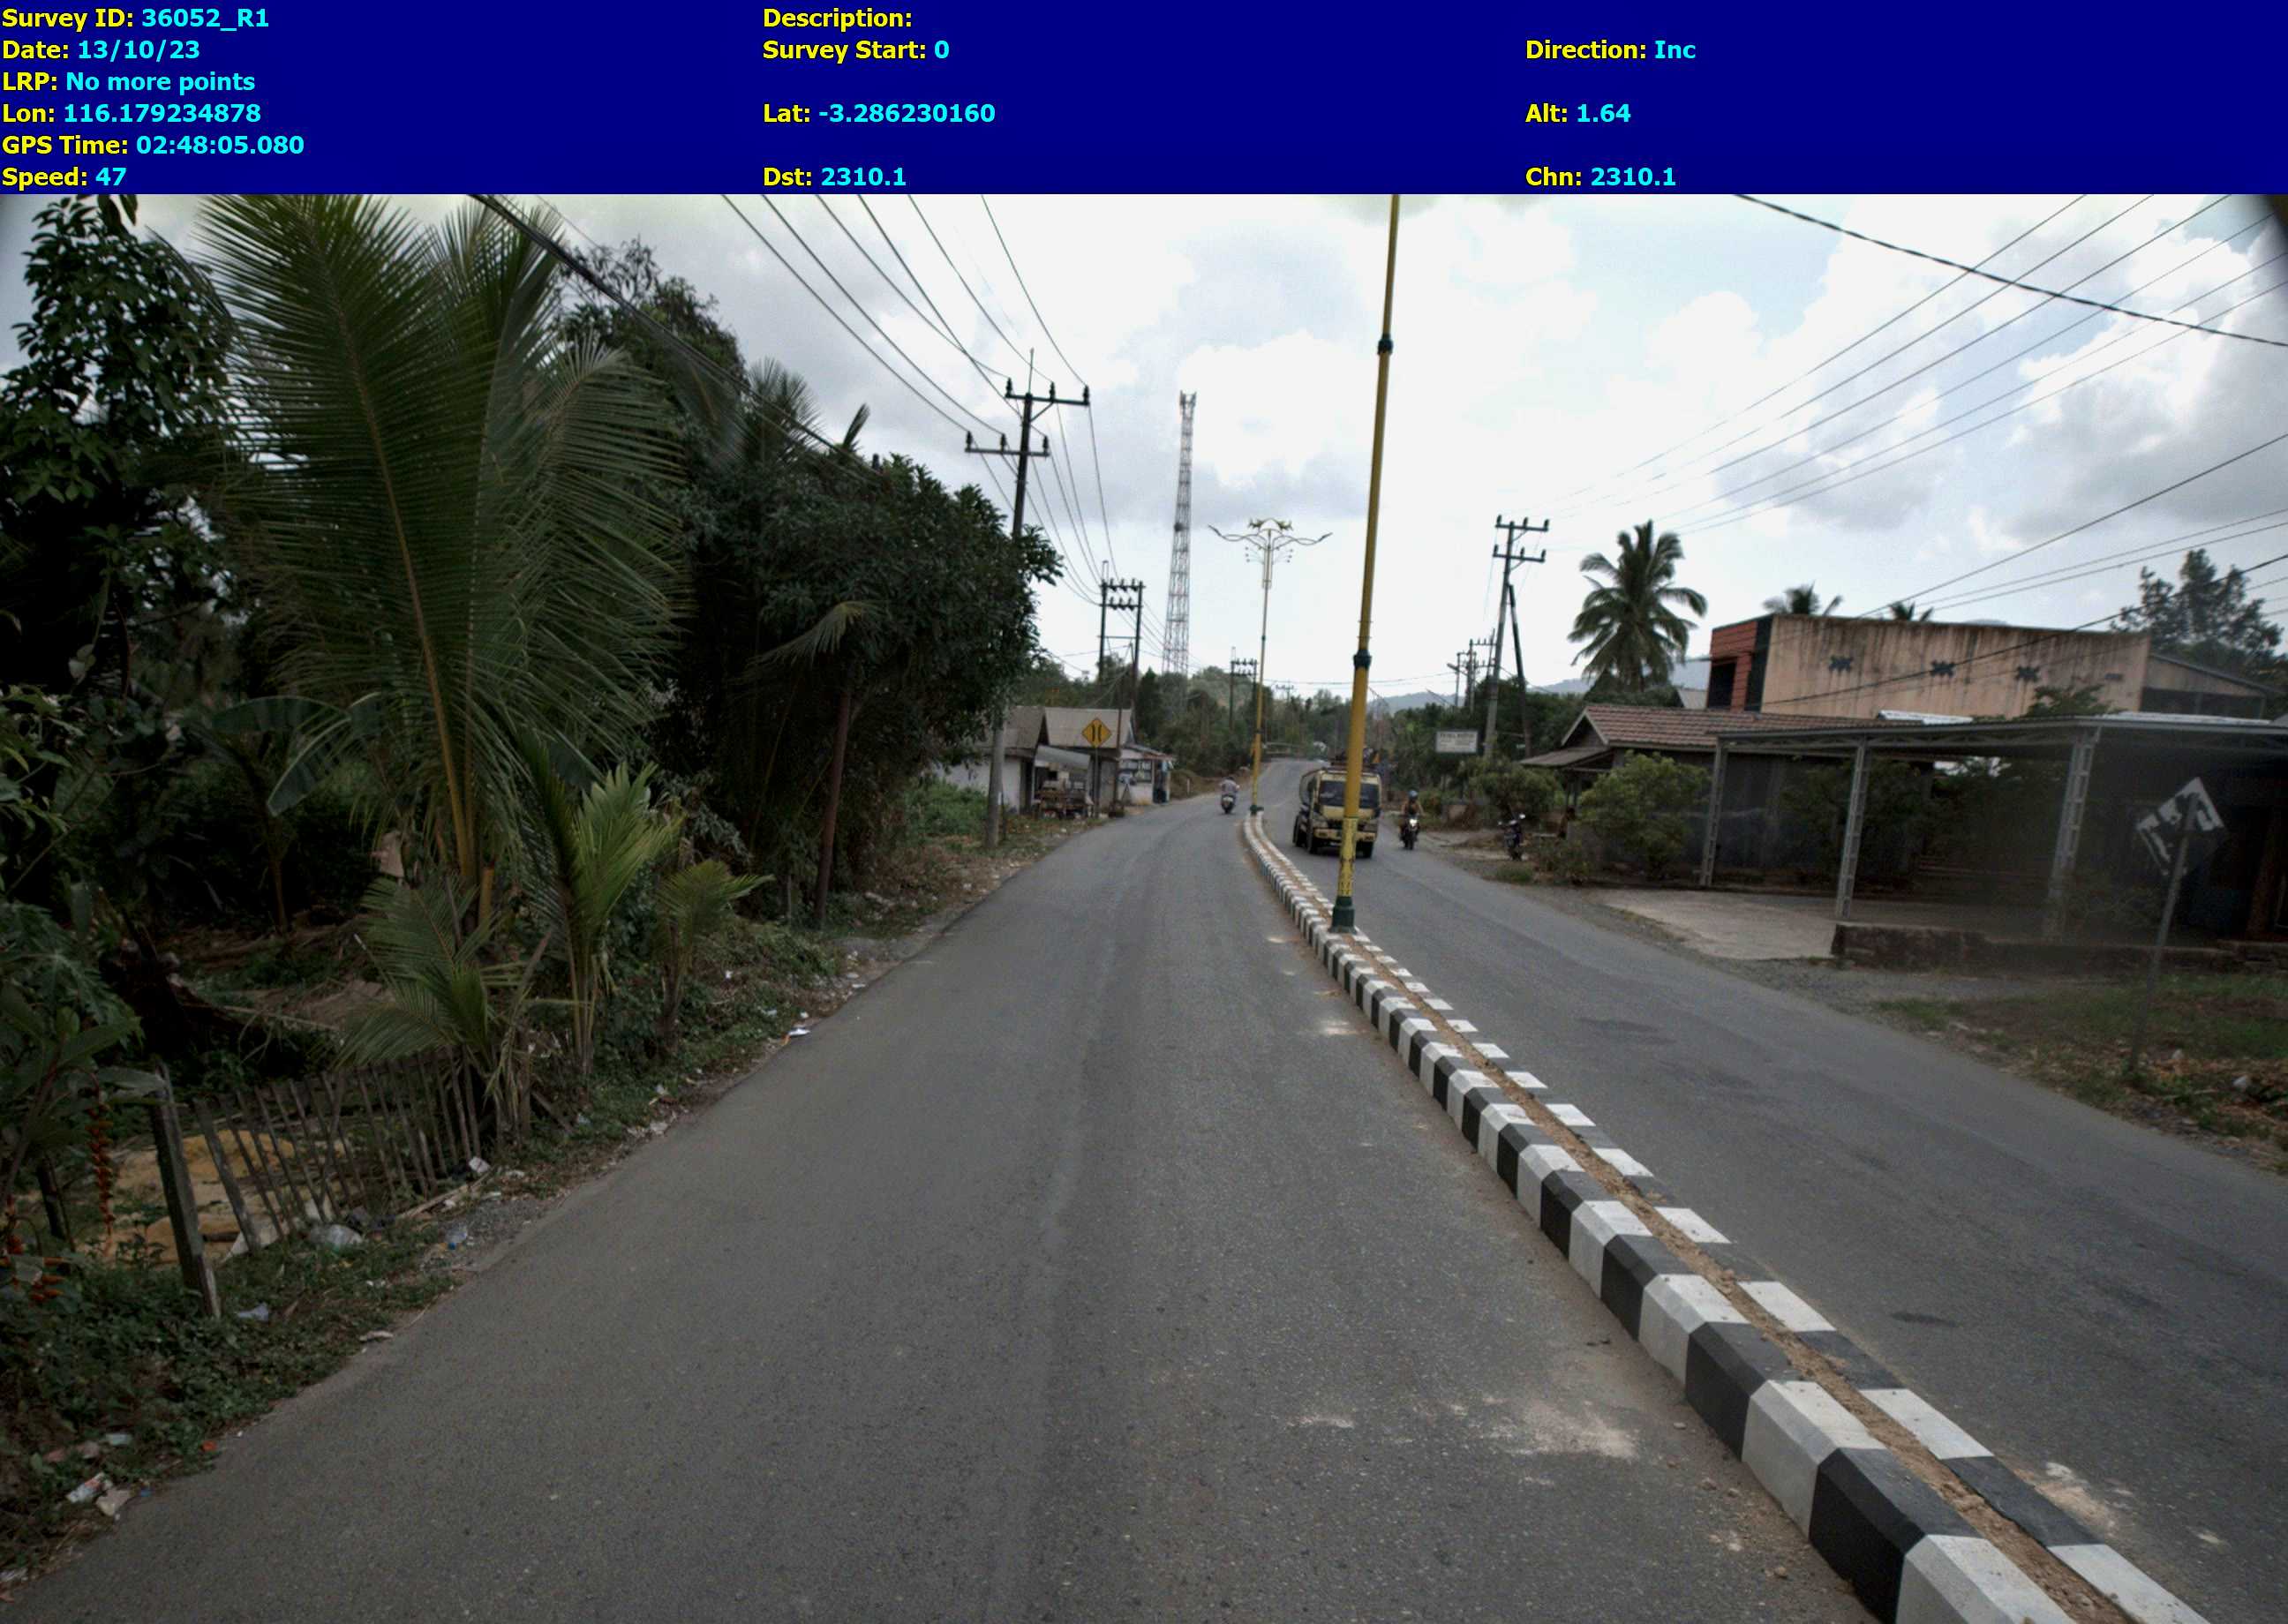 Survey ID: 36052_R1
Description:
Date: 13/10/23
Survey Start: 0
Direction: Inc
LRP: No more points
Lon: 116.179234878
Lat: -3.286230160
Alt: 1.64
GPS Time: 02:48:05.080
Speed: 47
Dst: 2310.1
Chn: 2310.1